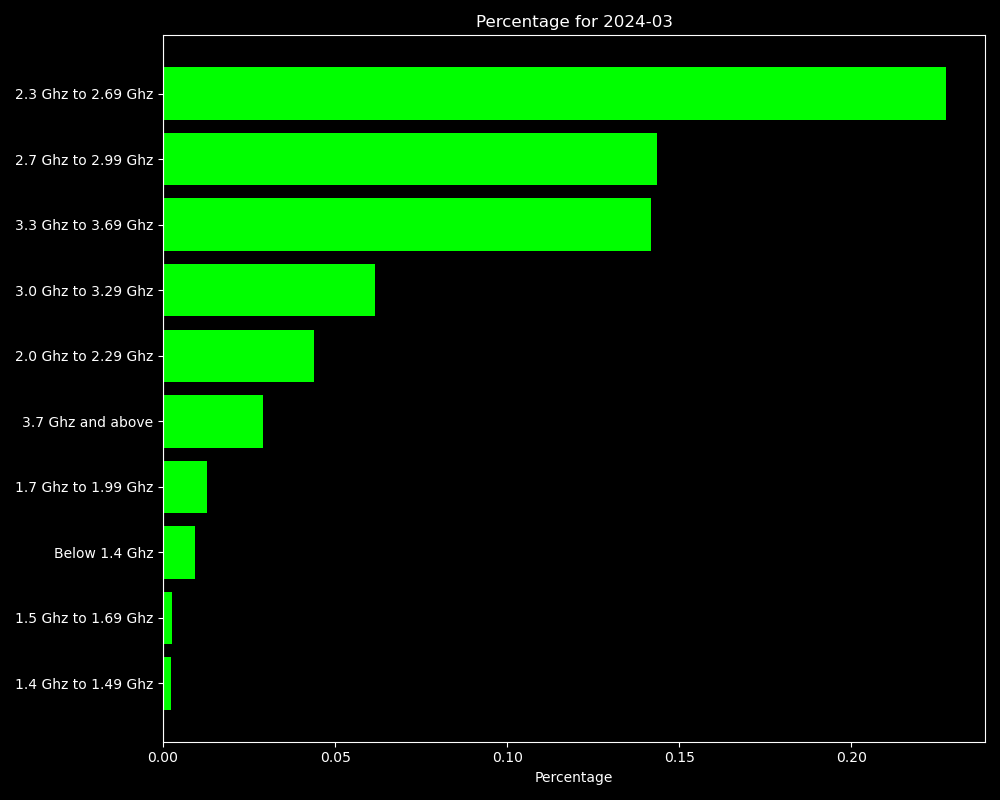 Percentage for 2024-03
2.3 Ghz to 2.69 Ghz
2.7 Ghz to 2.99 Ghz
3.3 Ghz to 3.69 Ghz
3.0 Ghz to 3.29 Ghz
2.0 Ghz to 2.29 Ghz
3.7 Ghz and above
1.7 Ghz to 1.99 Ghz
Below 1.4 Ghz
1.5 Ghz to 1.69 Ghz
1.4 Ghz to 1.49 Ghz
0.00 0.05 0.10 0.15 0.20
Percentage